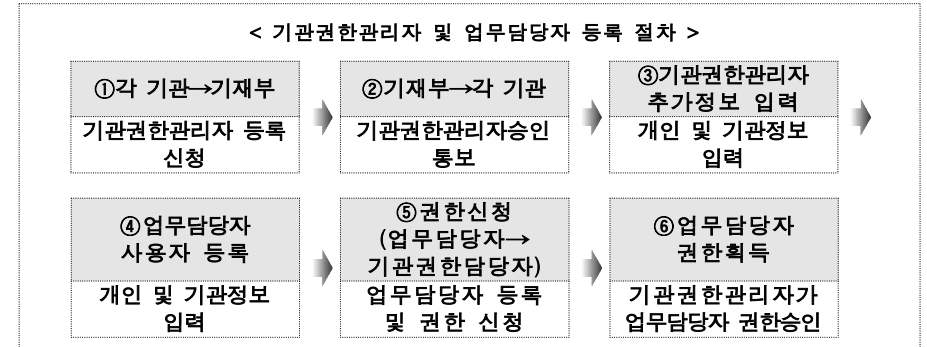 < 기관권한관리자 및 업무담당자 등록 절차 >
①각 기관→기재부
기관권한관리자 등록
신청
②기재부→각 기관
기관권한관리자승인
통보
③기관권한관리자
추가정보 입력
개인 및 기관정보
입력
④업무담당자
사용자 등록
개인 및 기관정보
입력
⑤권한신청
(업무담당자→
기관권한담당자)
업무담당자 등록
및 권한 신청
⑥업무담당자
권한획득
기관권한관리자가
업무담당자 권한승인